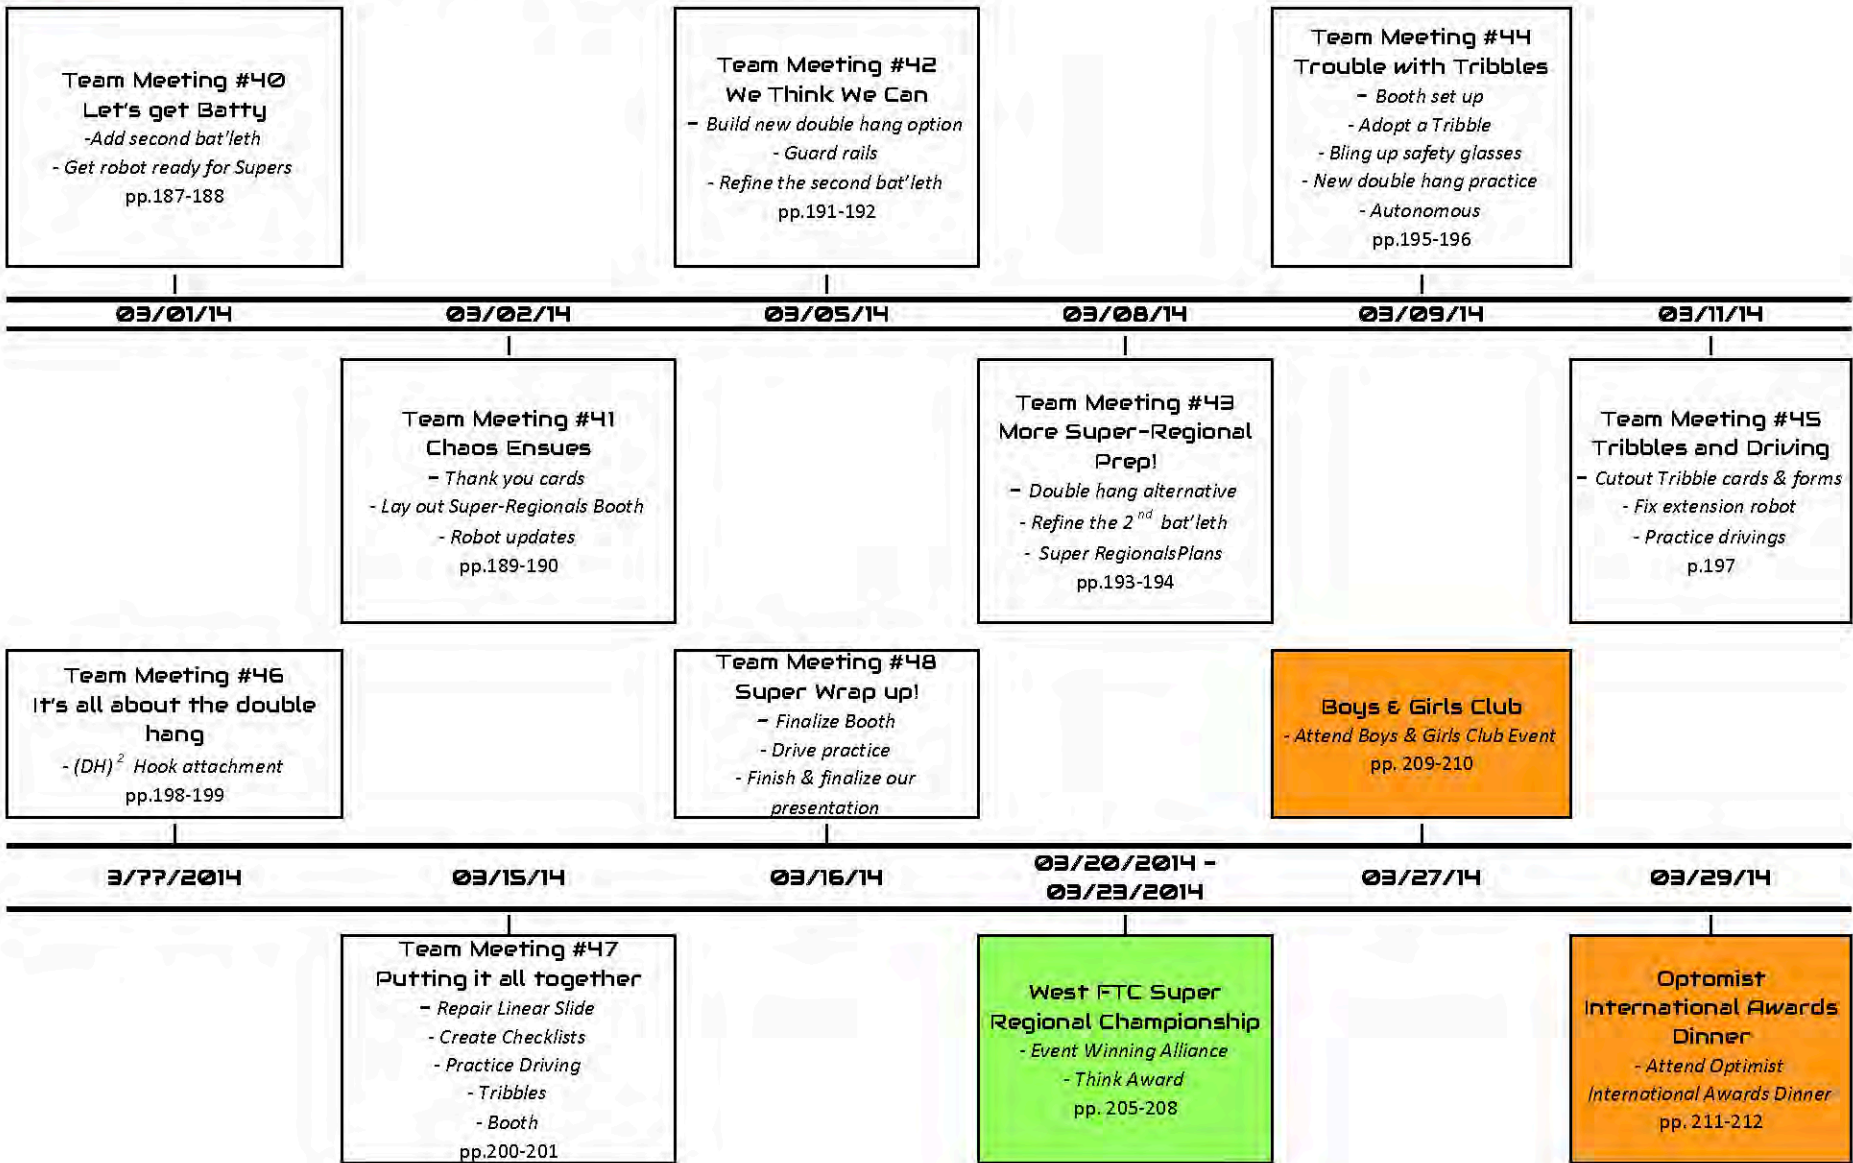 Team Meeting #40
Let's get Batty
-Add second bat'leth
- Get robot ready for Supers
pp.187-188
Team Meeting #42
We Think We Can
- Build new double hang option
- Guard rails
- Refine the second bat'leth
pp.191-192
Team Meeting #44
Trouble with Tribbles
- Booth set up
- Adopt a Tribble
- Bling up safety glasses
- New double hang practice
- Autonomous
pp.195-196
03/01/14
03/02/14
03/05/14
03/08/14
03/09/14
03/11/14
Team Meeting #41
Chaos Ensues
- Thank you cards
- Lay out Super-Regionals Booth
- Robot updates
pp.189-190
Team Meeting #43
More Super-Regional
Prep!
- Double hang alternative
- Refine the 2nd bat'leth
- Super RegionalsPlans
pp.193-194
Team Meeting #45
Tribbles and Driving
- Cutout Tribble cards & forms
- Fix extension robot
- Practice drivings
p.197
Team Meeting #46
It's all about the double
hang
- (DH)² Hook attachment
pp.198-199
Team Meeting #48
Super Wrap up!
- Finalize Booth
- Drive practice
- Finish & finalize our
presentation
Boys & Girls Club
- Attend Boys & Girls Club Event
pp. 209-210
3/??/2014
03/15/14
03/16/14
03/20/2014 -
03/23/2014
03/27/14
03/29/14
Team Meeting #47
Putting it all together
- Repair Linear Slide
- Create Checklists
- Practice Driving
- Tribbles
- Booth
pp.200-201
West FTC Super
Regional Championship
- Event Winning Alliance
- Think Award
pp. 205-208
Optomist
International Awards
Dinner
- Attend Optimist
International Awards Dinner
pp. 211-212